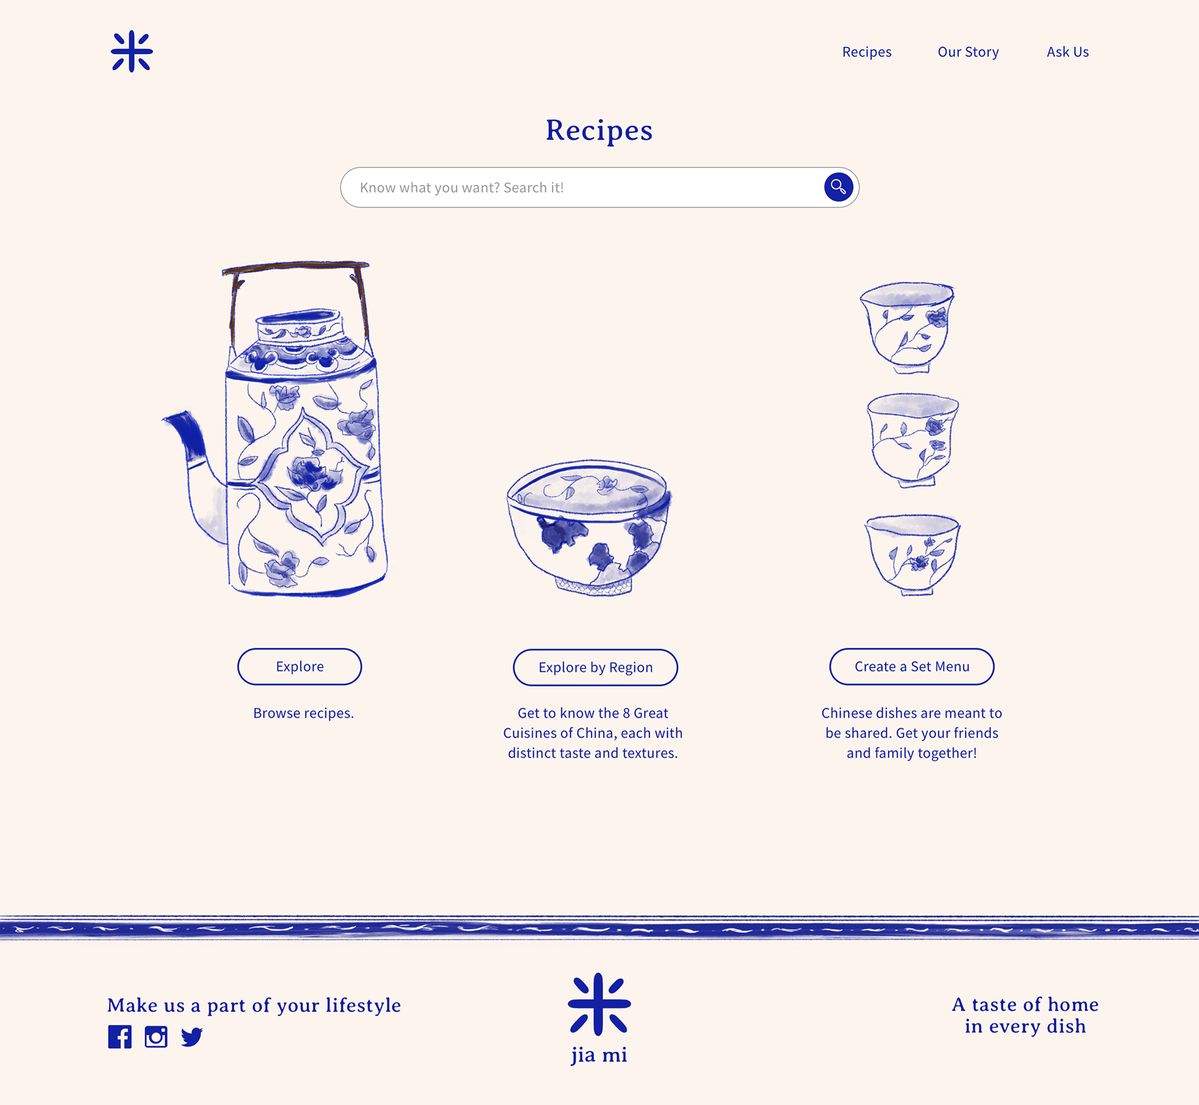 Recipes
Our Story
Ask Us
Recipes
Know what you want? Search it!
Explore
Browse recipes.
Explore by Region
Get to know the 8 Great
Cuisines of China, each with
distinct taste and textures.
Create a Set Menu
Chinese dishes are meant to
be shared. Get your friends
and family together!
Make us a part of your lifestyle
jia mi
A taste of home
in every dish